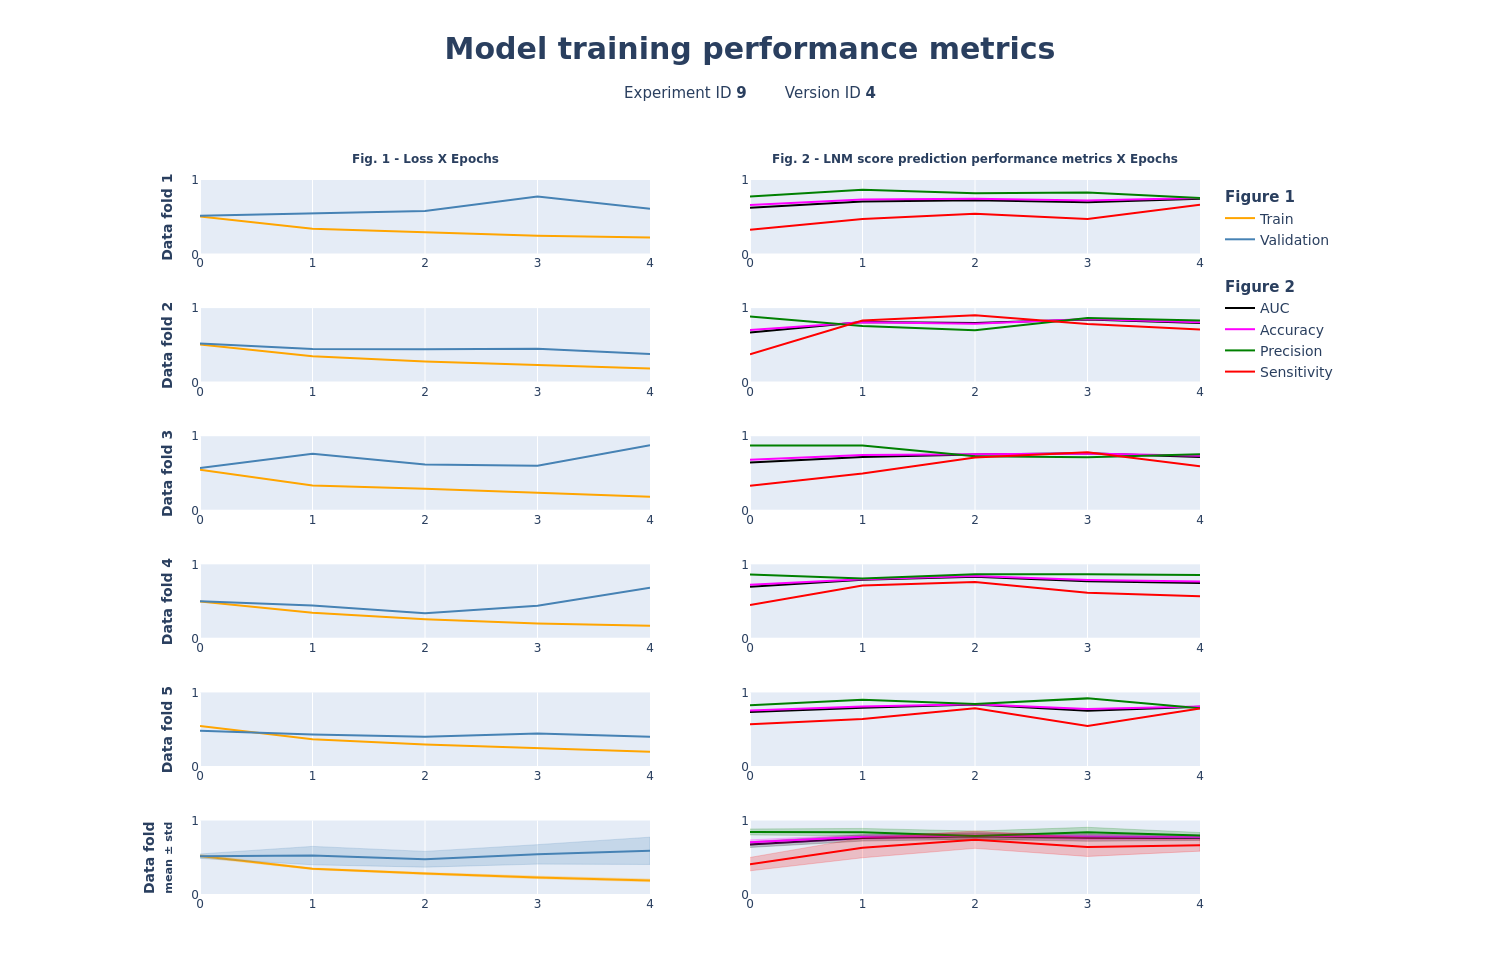 Model training performance metrics
Experiment ID 9 Version ID 4
Fig. 1 - Loss X Epochs
Fig. 2 - LNM score prediction performance metrics X Epochs
Data fold 1
1
0
0 1 2 3 4
1
0
0 1 2 3 4
Figure 1
Train
Validation
Figure 2
AUC
Accuracy
Precision
Sensitivity
Data fold 2
1
0
0 1 2 3 4
1
0
0 1 2 3 4
Data fold 3
1
0
0 1 2 3 4
1
0
0 1 2 3 4
Data fold 4
1
0
0 1 2 3 4
1
0
0 1 2 3 4
Data fold 5
1
0
0 1 2 3 4
1
0
0 1 2 3 4
Data fold
mean ± std
1
0
0 1 2 3 4
1
0
0 1 2 3 4